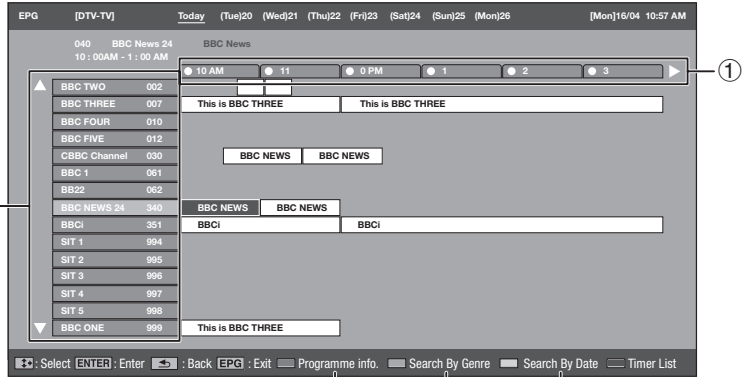 EPG [DTV-TV] Today (Tue)20 (Wed)21 (Thu)22 (Fri)23 (Sat)24 (Sun)25 (Mon)26 [Mon]16/04 10:57 AM
040 BBC News 24 BBC News
10 : 00AM - 1 : 00 AM
10 AM 11 0 PM 1 2 3
①
BBC TWO 002
BBC THREE 007 This is BBC THREE This is BBC THREE
BBC FOUR 010
BBC FIVE 012
CBBC Channel 030 BBC NEWS BBC NEWS
BBC 1 061
BB22 062
BBC NEWS 24 340 BBC NEWS BBC NEWS
BBCi 351 BBCi BBCi
SIT 1 994
SIT 2 995
SIT 3 996
SIT 4 997
SIT 5 998
BBC ONE 999 This is BBC THREE
: Select ENTER : Enter : Back EPG : Exit Programme info. Search By Genre Search By Date Timer List